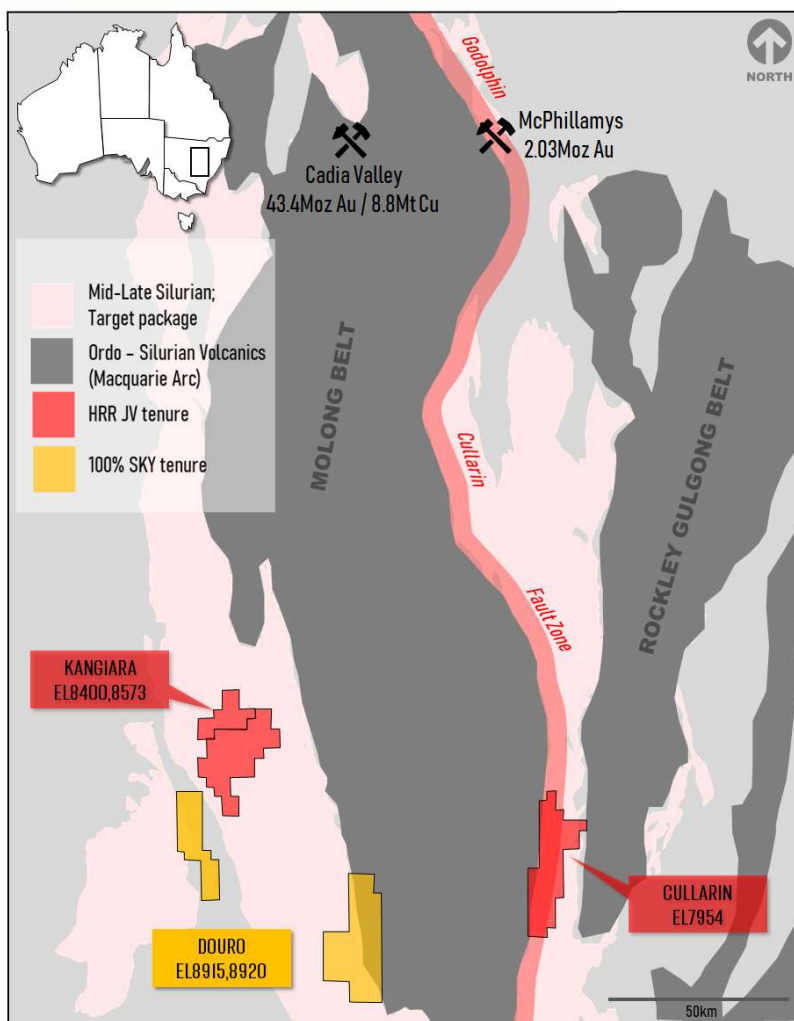 NORTH
Godolphin
McPhillamys
2.03Moz Au
Cadia Valley
43.4Moz Au / 8.8Mt Cu
Mid-Late Silurian;
Target package
Ordo - Silurian Volcanics
(Macquarie Arc)
HRR JV tenure
100% SKY tenure
MOLONG BELT
Cullarin
ROCKLEY GULGONG BELT
Fault Zone
KANGIARA
EL8400,8573
CULLARIN
EL7954
DOURO
EL8915,8920
50km